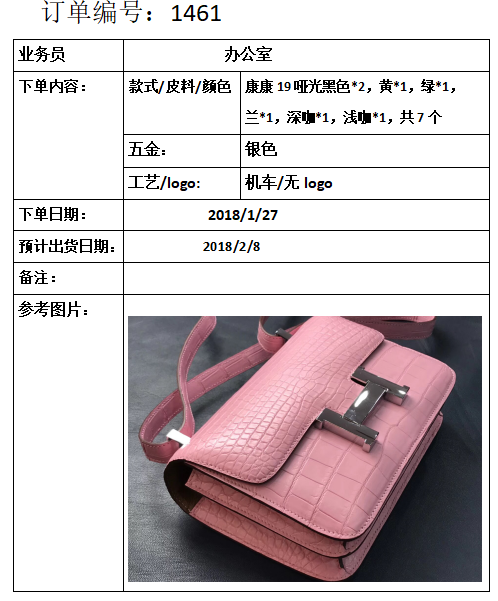 订单编号：1461
业务员 办公室
下单内容： 款式/皮料/颜色 康康 19 哑光黑色*2，黄*1，绿*1，
兰*1，深咖*1，浅咖*1，共 7 个
五金： 银色
工艺/logo: 机车/无 logo
下单日期： 2018/1/27
预计出货日期： 2018/2/8
备注：
参考图片：